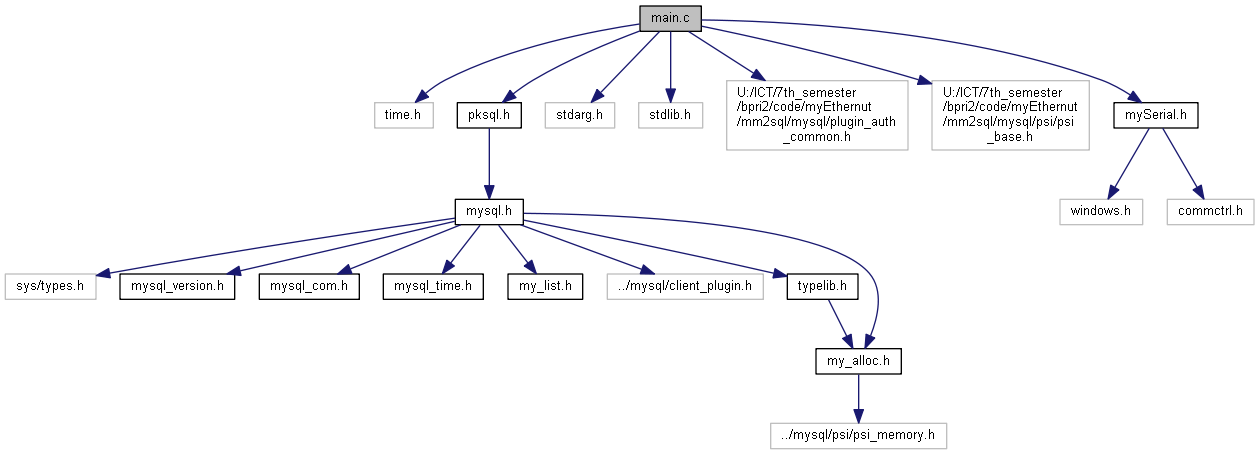 main.c
time.h
pksql.h
stdarg.h
stdlib.h
U:/ICT/7th_semester
/bpri2/code/myEthernut
/mm2sql/mysql/plugin_auth
_common.h
U:/ICT/7th_semester
/bpri2/code/myEthernut
/mm2sql/mysql/psi/psi
_base.h
mySerial.h
mysql.h
windows.h
commctrl.h
sys/types.h
mysql_version.h
mysql_com.h
mysql_time.h
my_list.h
../mysql/client_plugin.h
typelib.h
my_alloc.h
../mysql/psi/psi_memory.h